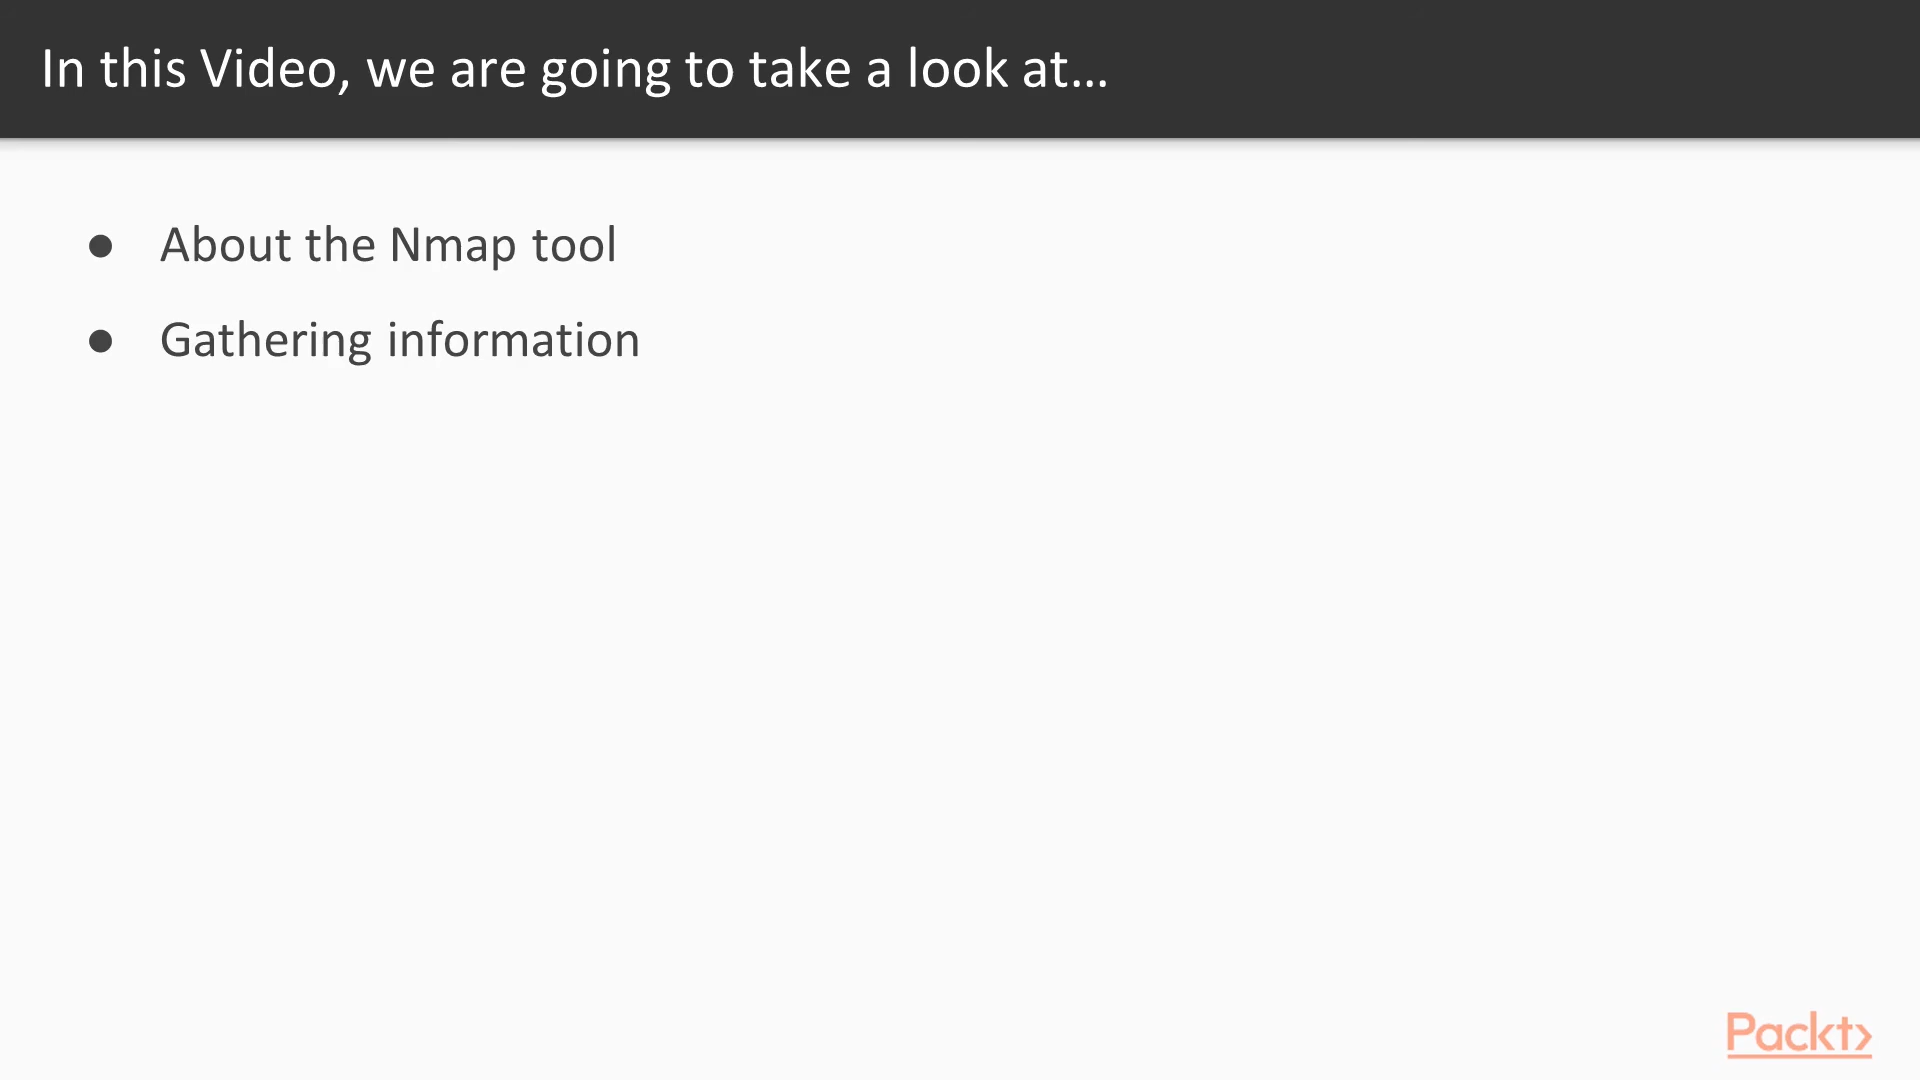 In this Video, we are going to take a look at...
● About the Nmap tool
● Gathering information
Packt>